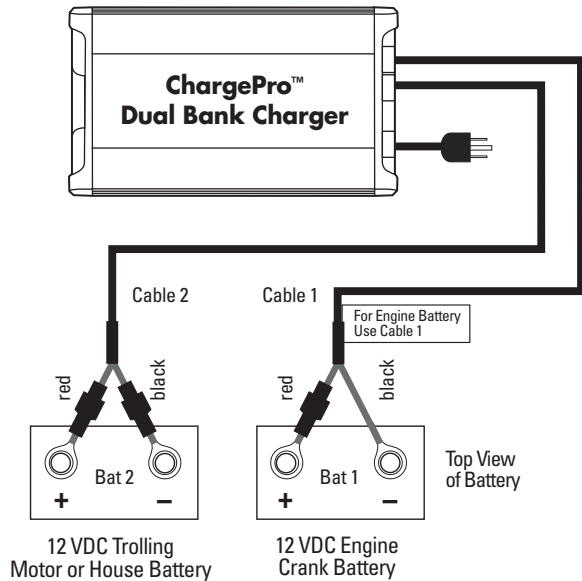 ChargePro™
Dual Bank Charger
Cable 2
Cable 1
For Engine Battery
Use Cable 1
red
black
red
black
Bat 2
Bat 1
+
–
+
–
Top View
of Battery
12 VDC Trolling
Motor or House Battery
12 VDC Engine
Crank Battery